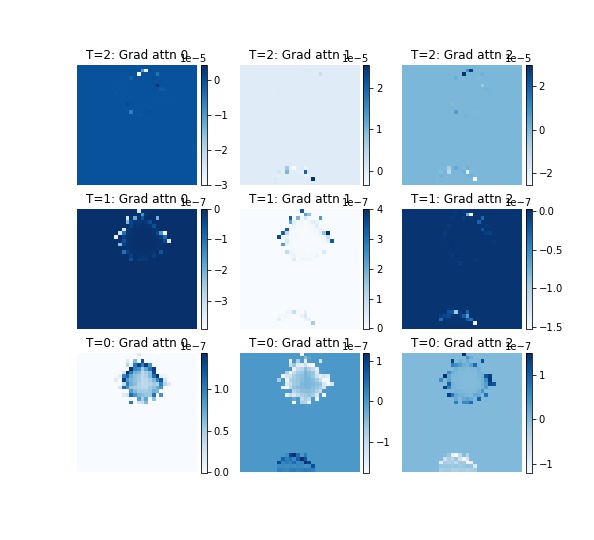 T=2: Grad attn 0
1e-5
0
−1
−2
−3
T=2: Grad attn 1
1e-5
2
1
0
T=2: Grad attn 2
1e-5
2
0
−2
T=1: Grad attn 0
1e-7
0
−1
−2
−3
T=1: Grad attn 1
1e-7
4
3
2
1
0
T=1: Grad attn 2
1e-7
0.0
−0.5
−1.0
−1.5
T=0: Grad attn 0
1e-7
1.0
0.5
0.0
T=0: Grad attn 1
1e-7
1
0
−1
T=0: Grad attn 2
1e-7
1
0
−1